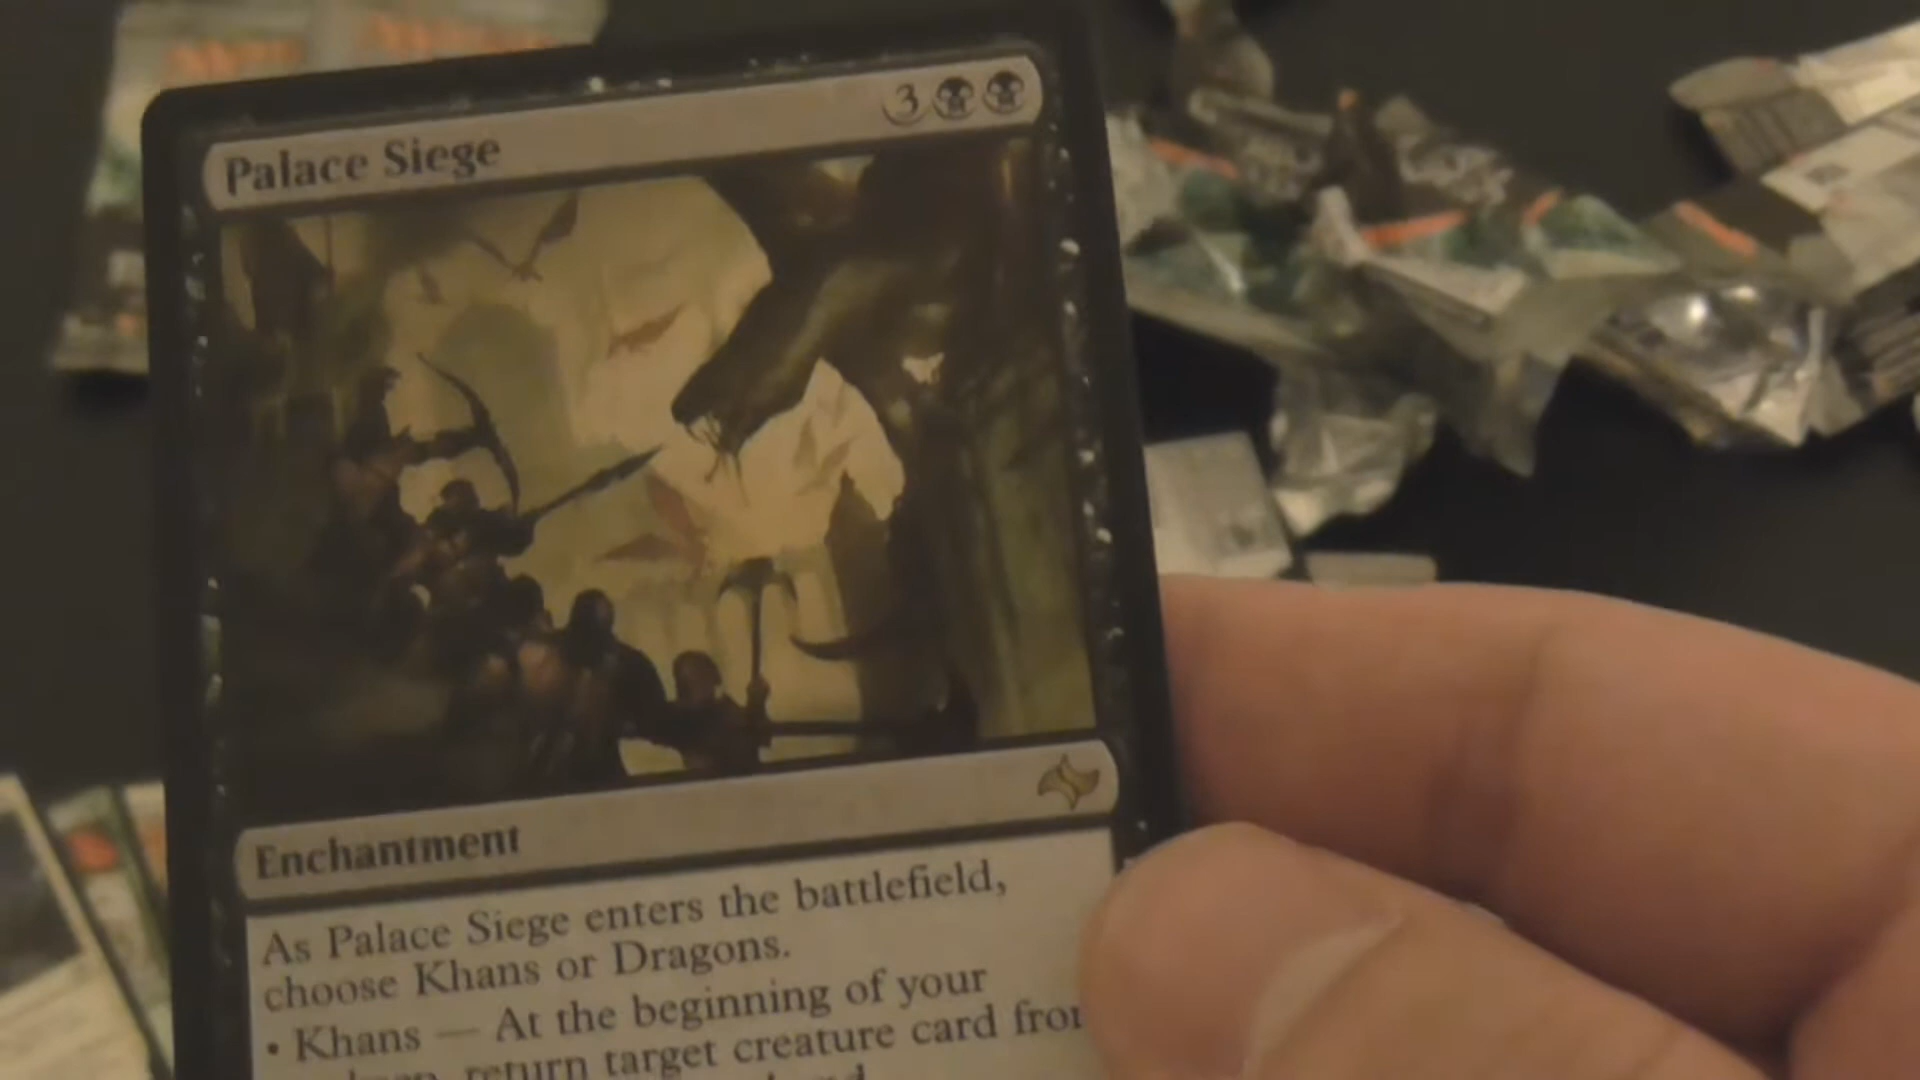 Palace Siege 3
Enchantment
As Palace Siege enters the battlefield,
choose Khans or Dragons.
• Khans — At the beginning of your
return target creature card from